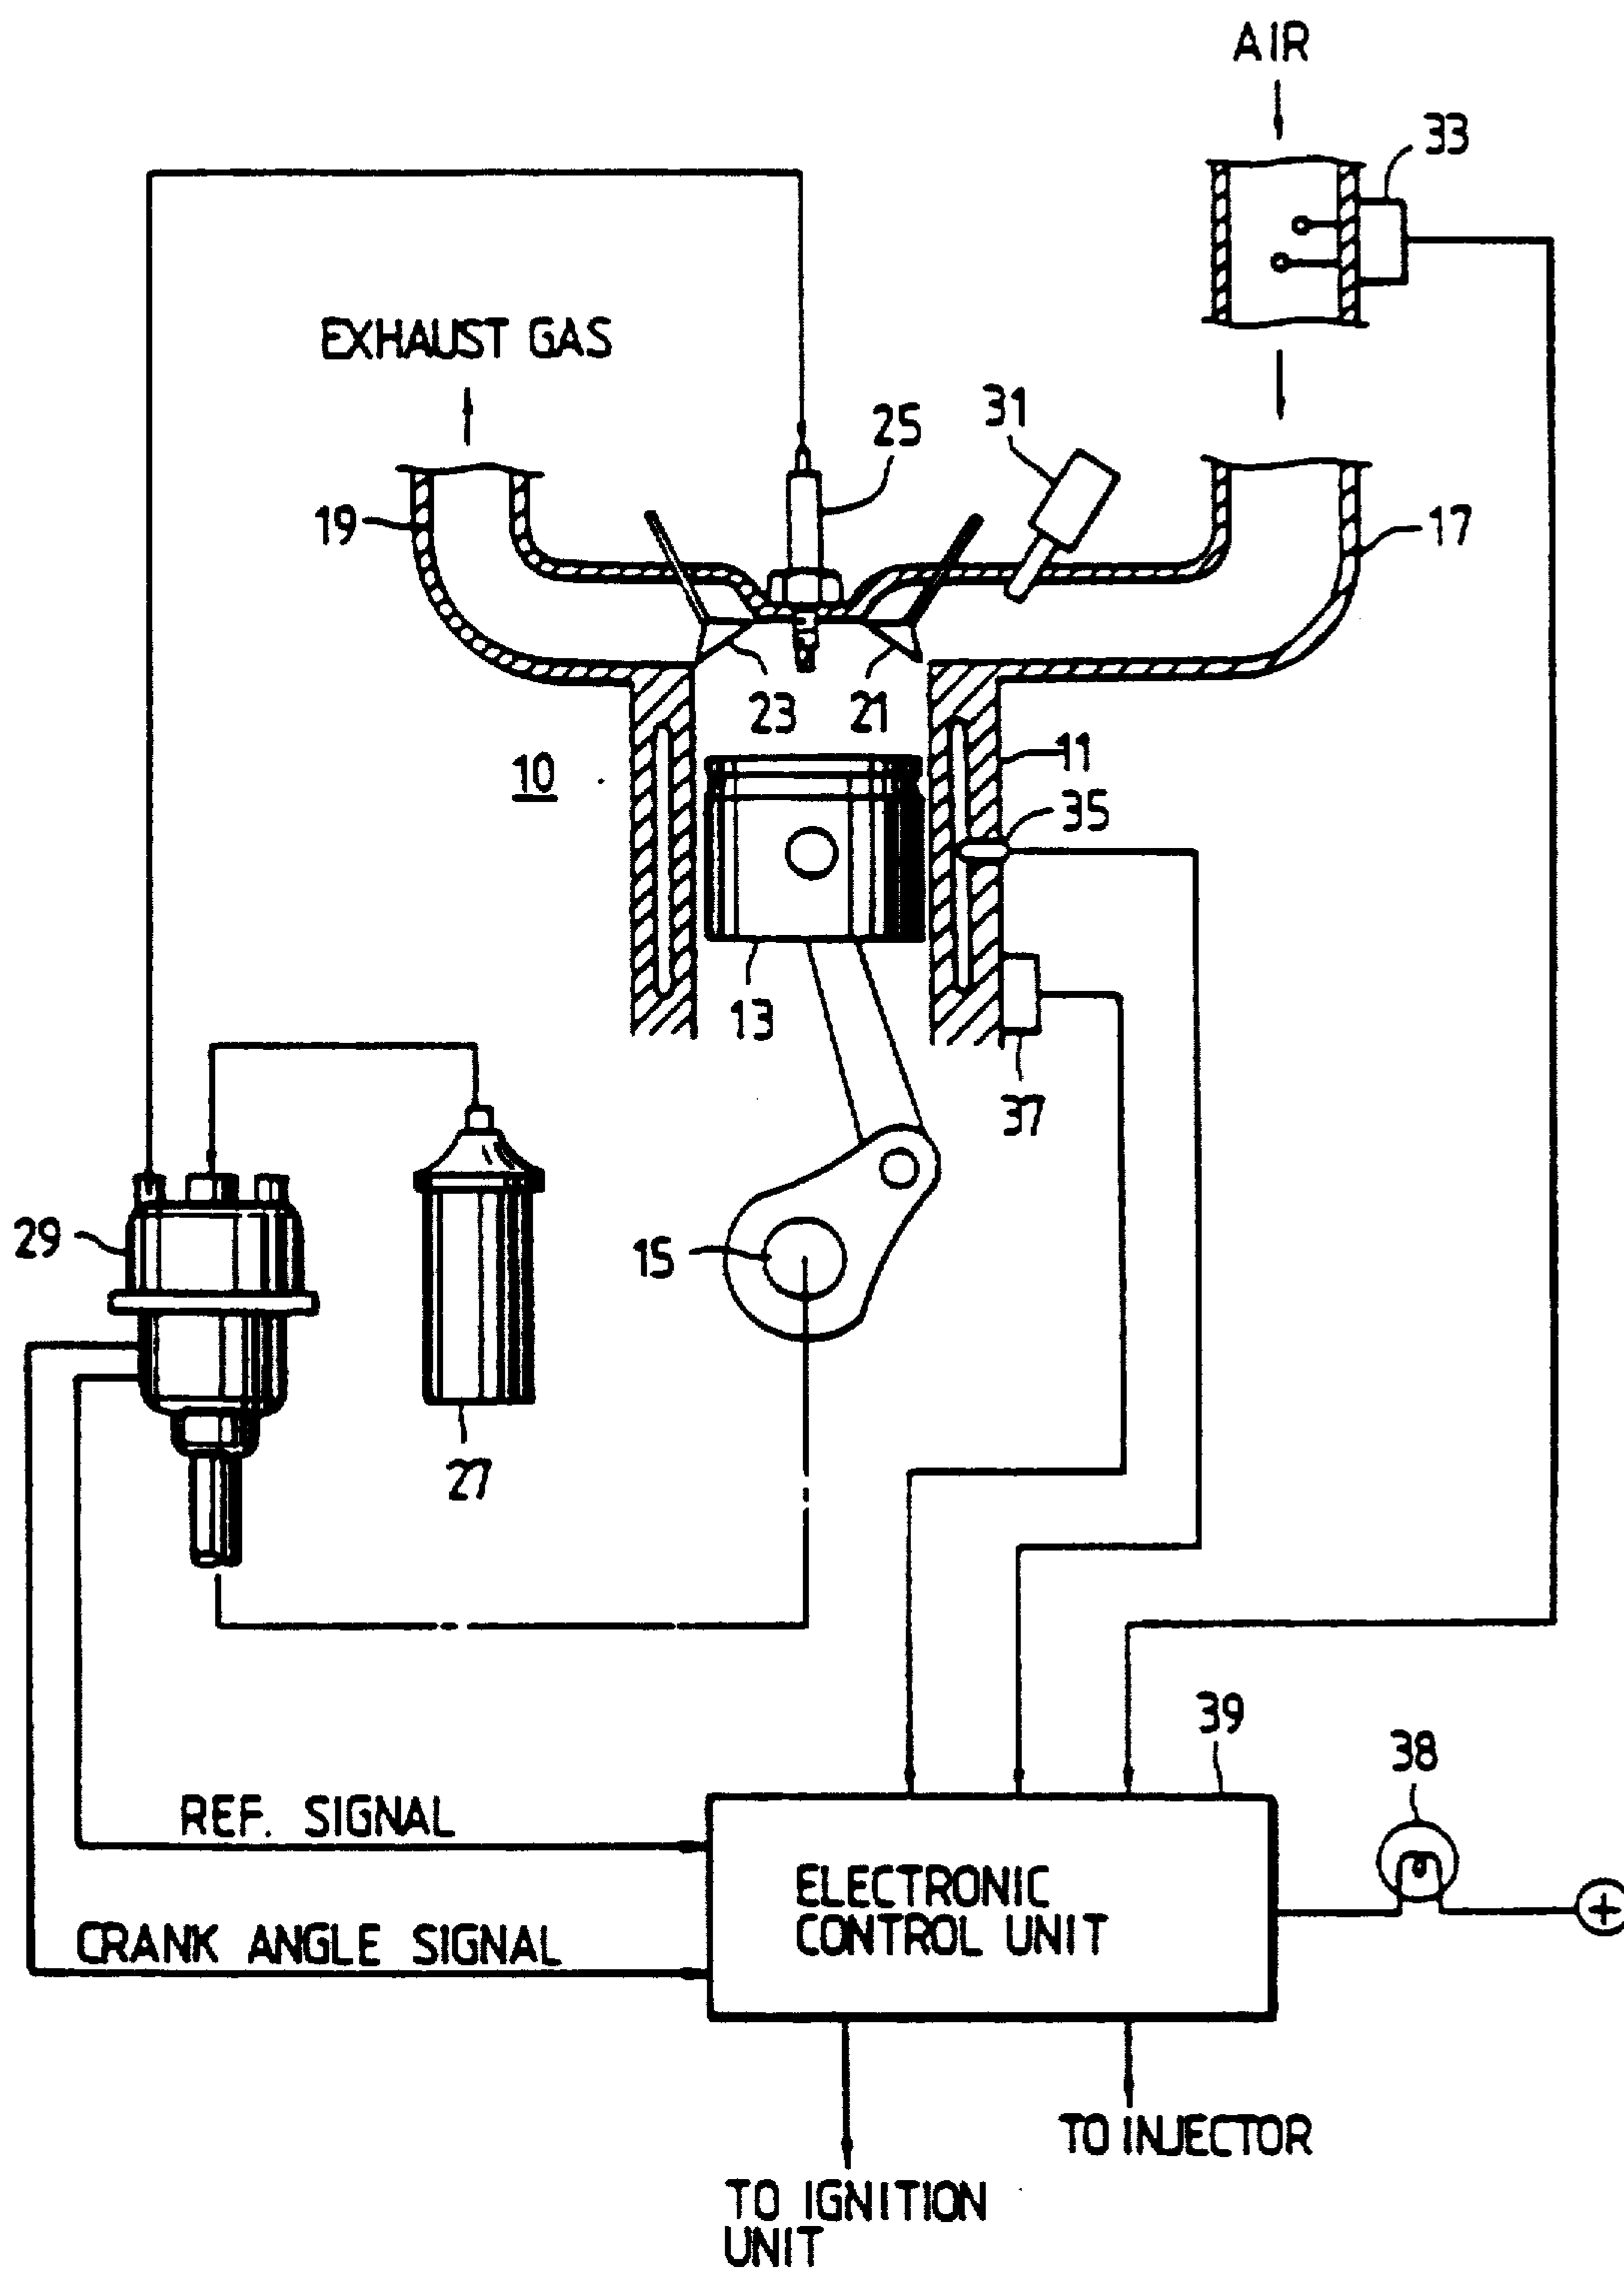 AIR
33
EXHAUST GAS
25
31
19
17
23
21
10
11
35
13
37
29
15
27
39
38
REF. SIGNAL
ELECTRONIC
CONTROL UNIT
CRANK ANGLE SIGNAL
+
TO INJECTOR
TO IGNITION
UNIT